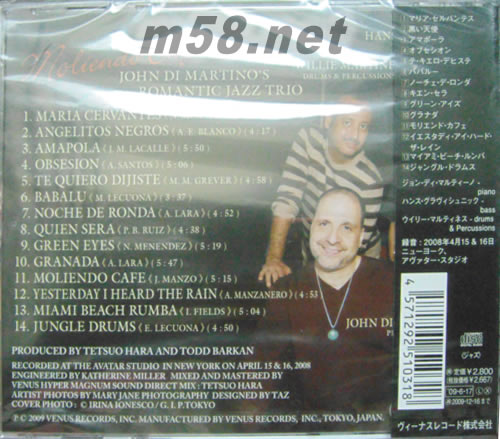 m58.net
Moliendo
HAN
JOHN DI MARTINO'S
ROMANTIC JAZZ TRIO
DRUMS & PERCUSSION
1. MARIA CERVANTES
2. ANGELITOS NEGROS (A. E. BLANCO) (4:17)
3. AMAPOLA (J. M. LACALLE) (5:50)
4. OBSESION (A. SANTOS) (5:06)
5. TE QUIERO DIJISTE (M. M. GREVER) (4:58)
6. BABALU (M. LECUONA) (3:37)
7. NOCHE DE RONDA (A. LARA) (4:52)
8. QUIEN SERA (P. B. RUIZ) (4:38)
9. GREEN EYES (N. MENENDEZ) (5:19)
10. GRANADA (A. LARA) (5:47)
11. MOLIENDO CAFE (J. MANZO) (5:15)
12. YESTERDAY I HEARD THE RAIN (A. MANZANERO) (4:55
13. MIAMI BEACH RUMBA (I. FIELDS) (5:04)
14. JUNGLE DRUMS (E. LECUONA) (4:50)
JOHN DI
P
PRODUCED BY TETSUO HARA AND TODD BARKAN
RECORDED AT THE AVATAR STUDIO IN NEW YORK ON APRIL 15 & 16, 2008
ENGINEERED BY KATHERINE MILLER MIXED AND MASTERED BY
VENUS HYPER MAGNUM SOUND DIRECT MIX : TETSUO HARA
ARTIST PHOTOS BY MARY JANE PHOTOGRAPHY DESIGNED BY TAZ
COVER PHOTO : © IRINA IONESCO / G. I. P. TOKYO
P © 2009 VENUS RECORDS, INC. MANUFACTURED BY VENUS RECORDS, INC., TOKYO, JAPAN.
マリア・セルバンテス
黒い天使
アマポーラ
オブセシオン
テ・キエロ・デヒステ
ババルー
ノーチェ・デ・ロンダ
キエン・セラ
グリーン・アイズ
グラナダ
モリエンド・カフェ
イエスタディ・アイ・ハード・
ザ・レイン
マイアミ・ビーチ・ルンバ
14 ジャングル・ドラムス
ジョン・ディ・マルティーノ -
piano
ハンス・グラヴィシュニック -
bass
ウイリー・マルティネス - drums
& Percussions
録音：2008年4月15 & 16日
ニューヨーク、
アヴァター・スタジオ
4 571292 510318
(ジャズ)
定価 ¥2,800
(税抜 ¥2,667)
'09・6・17
2009・12・16まで
ヴィーナスレコード株式会社